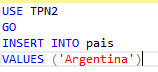 USE TPN2
GO
INSERT INTO pais
VALUES ('Argentina')